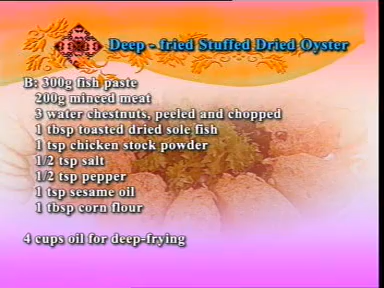 Deep - fried Stuffed Dried Oyster
B: 300g fish paste
200g minced meat
3 water chestnuts, peeled and chopped
1 tbsp toasted dried sole fish
1 tsp chicken stock powder
1/2 tsp salt
1/2 tsp pepper
1 tsp sesame oil
1 tbsp corn flour
4 cups oil for deep-frying